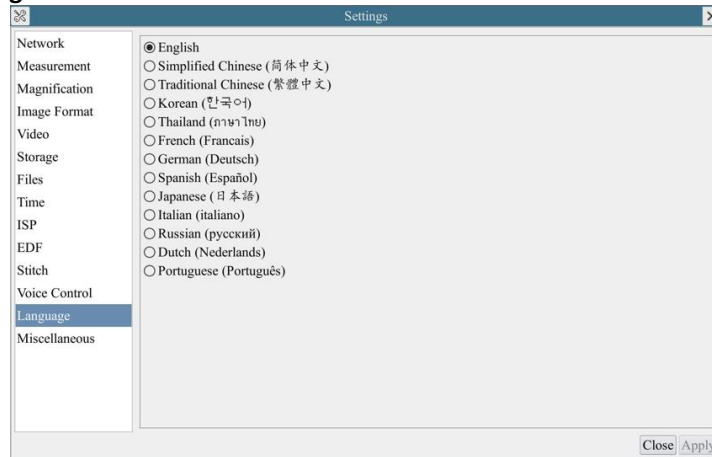 Settings
Network
Measurement
Magnification
Image Format
Video
Storage
Files
Time
ISP
EDF
Stitch
Voice Control
Language
Miscellaneous
English
Simplified Chinese (简体中文)
Traditional Chinese (繁體中文)
Korean (한국어)
Thailand (ภาษาไทย)
French (Francais)
German (Deutsch)
Spanish (Español)
Japanese (日本語)
Italian (italiano)
Russian (русский)
Dutch (Nederlands)
Portuguese (Português)
Close Apply